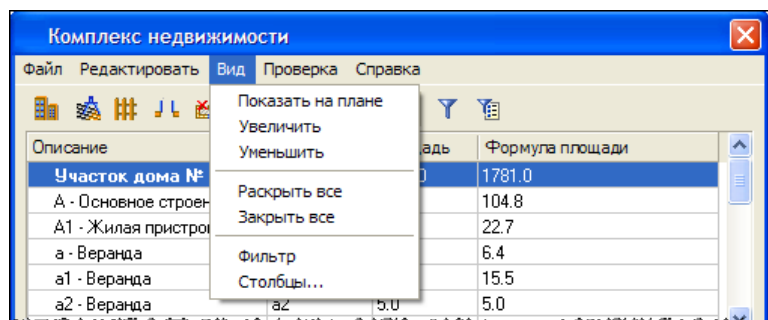 Комплекс недвижимости
Файл Редактировать Вид Проверка Справка
Показать на плане
Увеличить
Уменьшить
Раскрыть все
Закрыть все
Фильтр
Столбцы...
Описание Формула площади
Участок дома № 1781.0
А - Основное 104.8
А1 - Жилая 22.7
а - Веранда 6.4
а1 - Веранда 15.5
а2 - Веранда а2 5.0 5.0